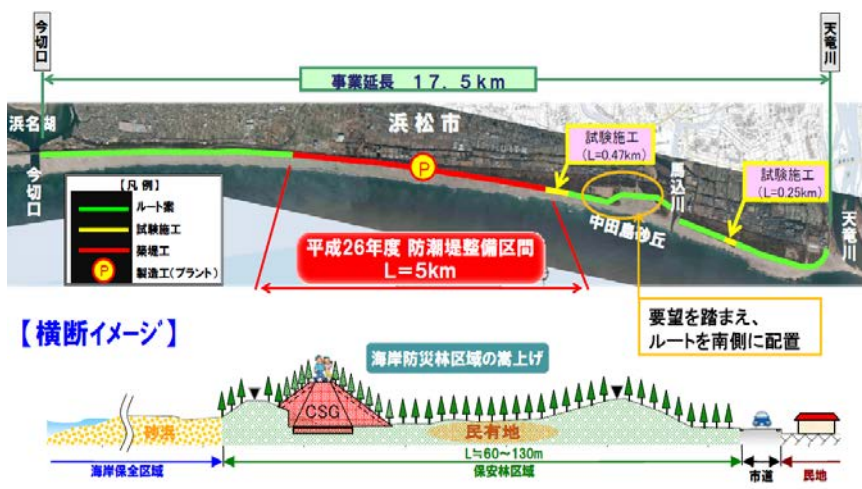 今切口
天竜川
事業延長 17.5km
浜名湖
浜松市
試験施工
(L=0.47km)
馬込川
試験施工
(L=0.25km)
今切口
天竜川
【凡例】
ルート案
試験施工
築堤工
P 製造工(プラント)
P
中田島砂丘
平成26年度 防潮堤整備区間
L=5km
要望を踏まえ、
ルートを南側に配置
【横断イメージ】
海岸防災林区域の嵩上げ
CSG
砂浜
民有地
L≒60~130m
海岸保全区域
保安林区域
市道
民地